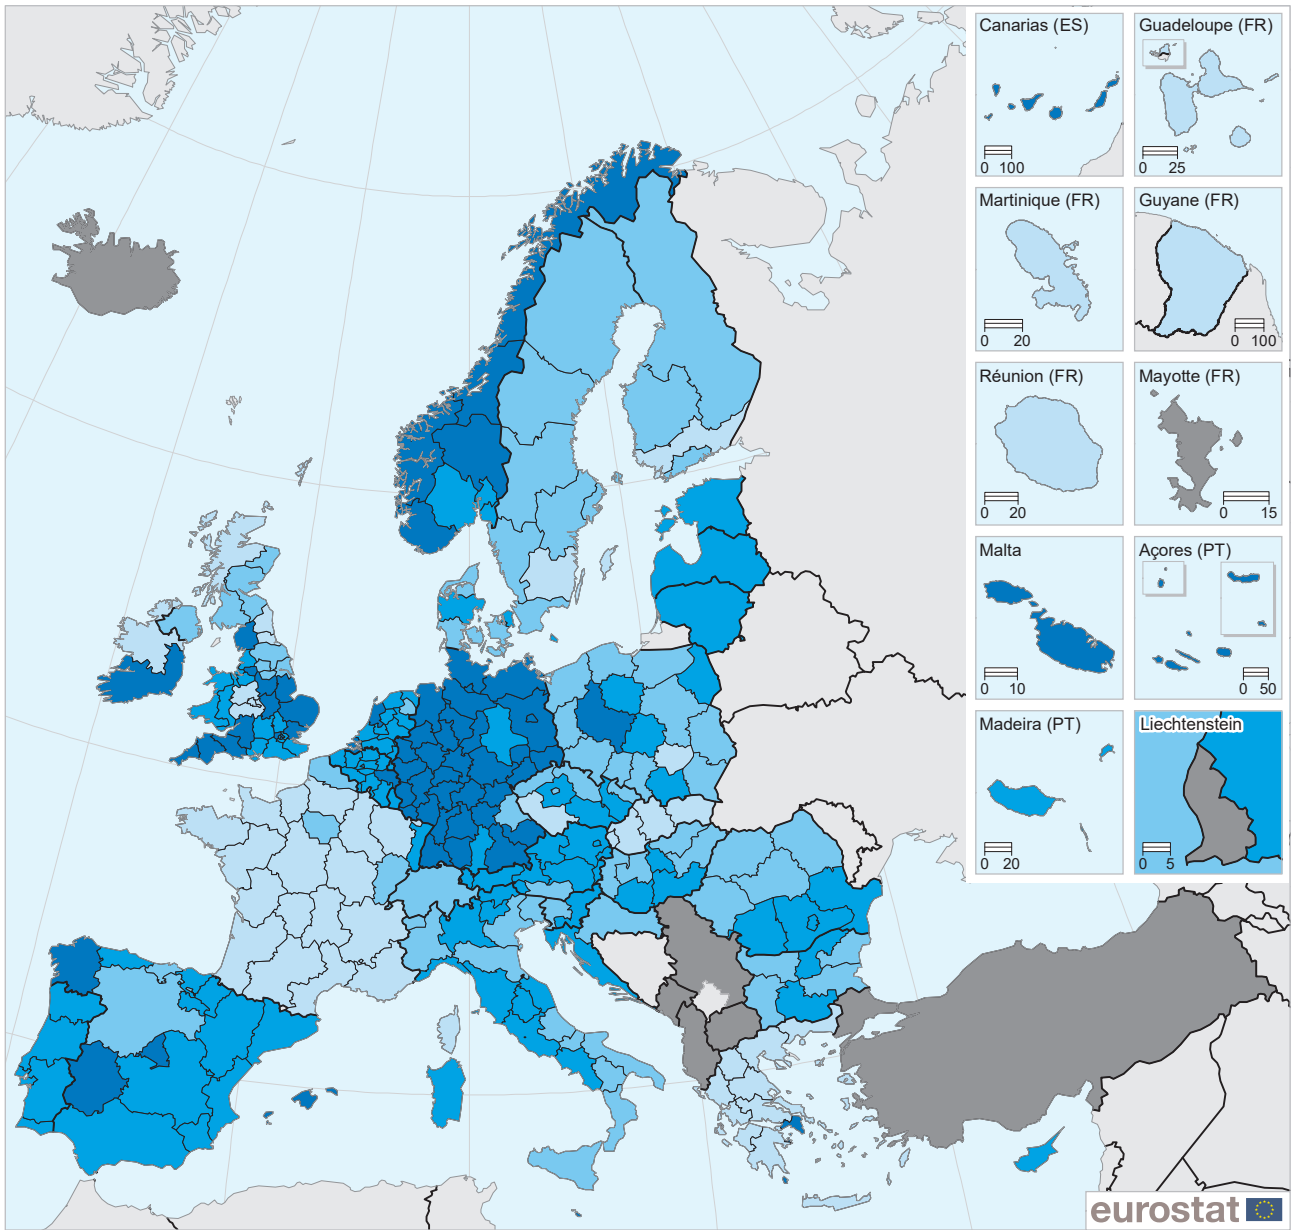 Canarias (ES)
0 100
Guadeloupe (FR)
0 25
Martinique (FR)
0 20
Guyane (FR)
0 100
Réunion (FR)
0 20
Mayotte (FR)
0 15
Malta
0 10
Açores (PT)
0 50
Madeira (PT)
0 20
Liechtenstein
0 5
eurostat